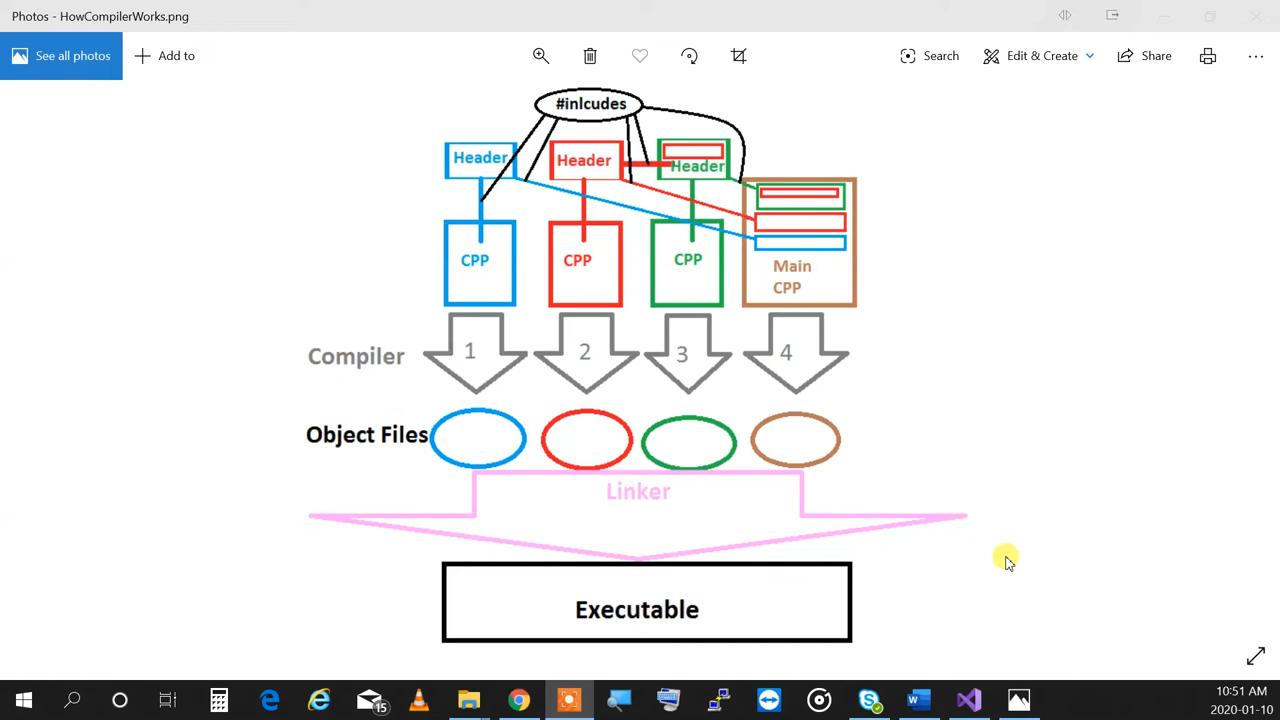 Photos - HowCompilerWorks.png
See all photos
Add to
Search
Edit & Create
Share
#inlcudes
Header
Header
Header
CPP
CPP
CPP
Main
CPP
Compiler
1
2
3
4
Object Files
Linker
Executable
15
10:51 AM
2020-01-10